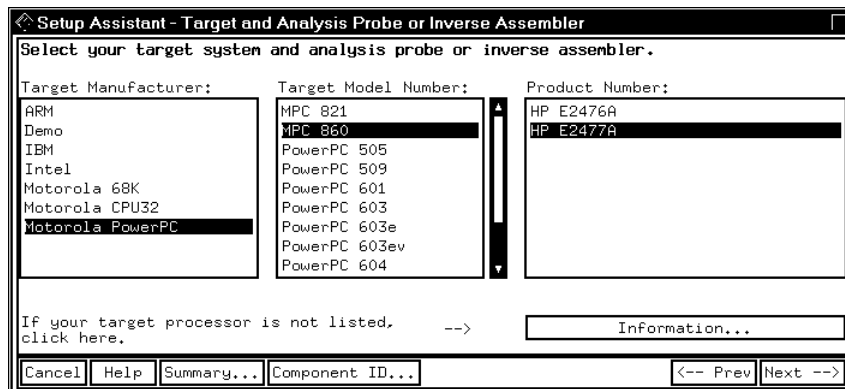 Setup Assistant - Target and Analysis Probe or Inverse Assembler
Select your target system and analysis probe or inverse assembler.
Target Manufacturer:
ARM
Demo
IBM
Intel
Motorola 68K
Motorola CPU32
Motorola PowerPC
Target Model Number:
MPC 821
MPC 860
PowerPC 505
PowerPC 509
PowerPC 601
PowerPC 603
PowerPC 603e
PowerPC 603ev
PowerPC 604
Product Number:
HP E2476A
HP E2477A
If your target processor is not listed, -->
click here.
Information...
Cancel Help Summary... Component ID... <-- Prev Next -->